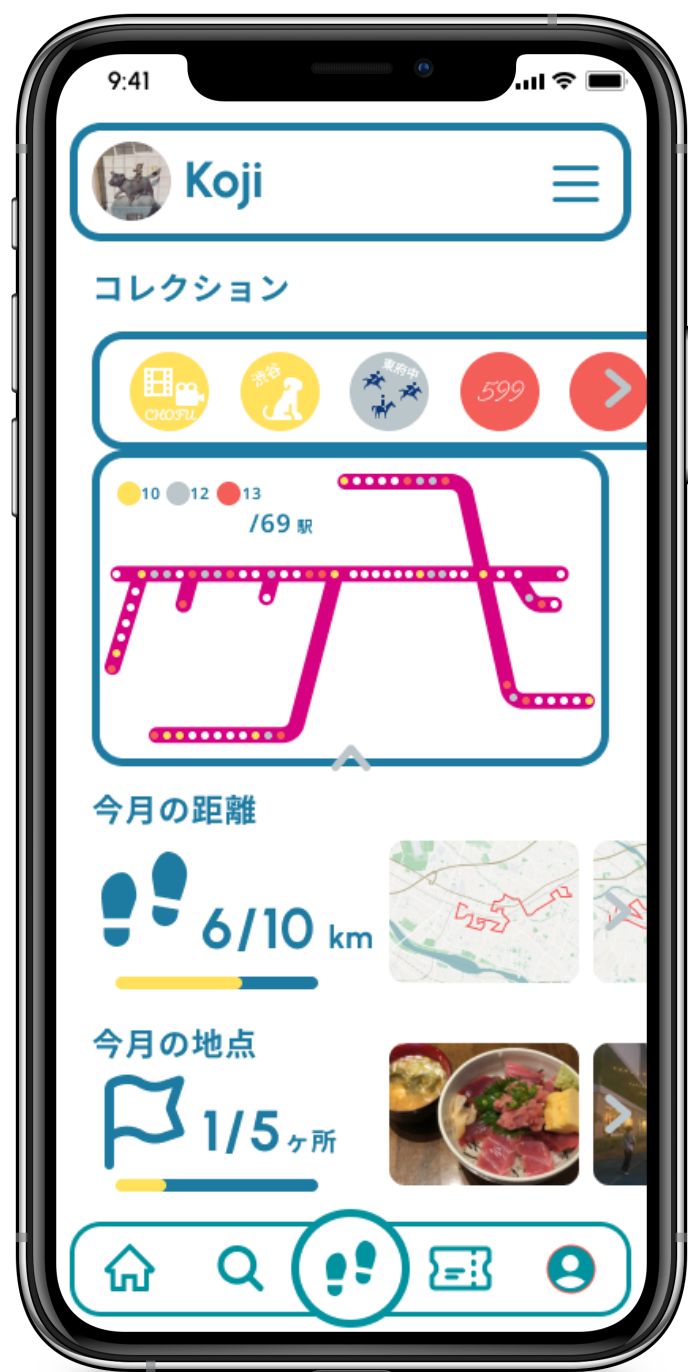 9:41
Koji
コレクション
CHOFU
渋谷
東府中
599
10 12 13
/69 駅
今月の距離
6/10 km
今月の地点
1/5 ヶ所